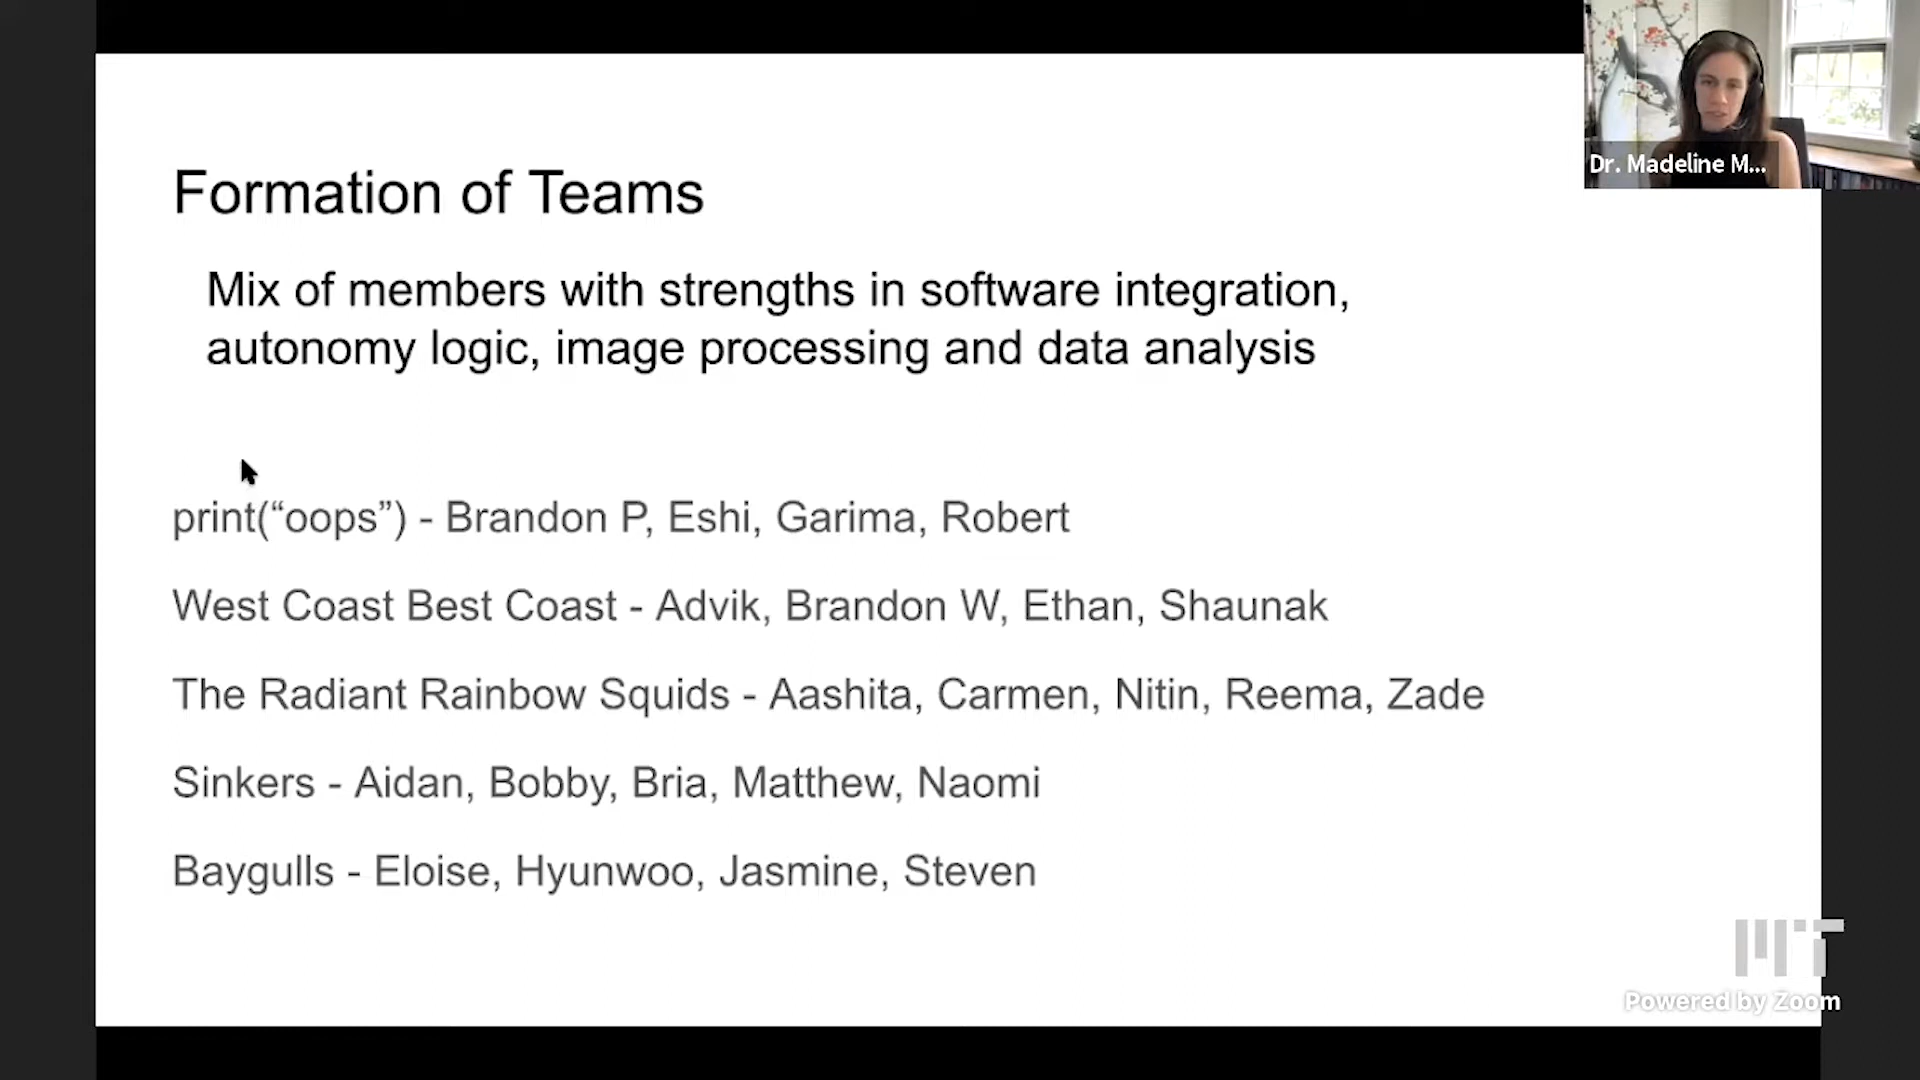 Dr. Madeline M...
Formation of Teams
Mix of members with strengths in software integration,
autonomy logic, image processing and data analysis
print(“oops”) - Brandon P, Eshi, Garima, Robert
West Coast Best Coast - Advik, Brandon W, Ethan, Shaunak
The Radiant Rainbow Squids - Aashita, Carmen, Nitin, Reema, Zade
Sinkers - Aidan, Bobby, Bria, Matthew, Naomi
Baygulls - Eloise, Hyunwoo, Jasmine, Steven
MIT
Powered by Zoom